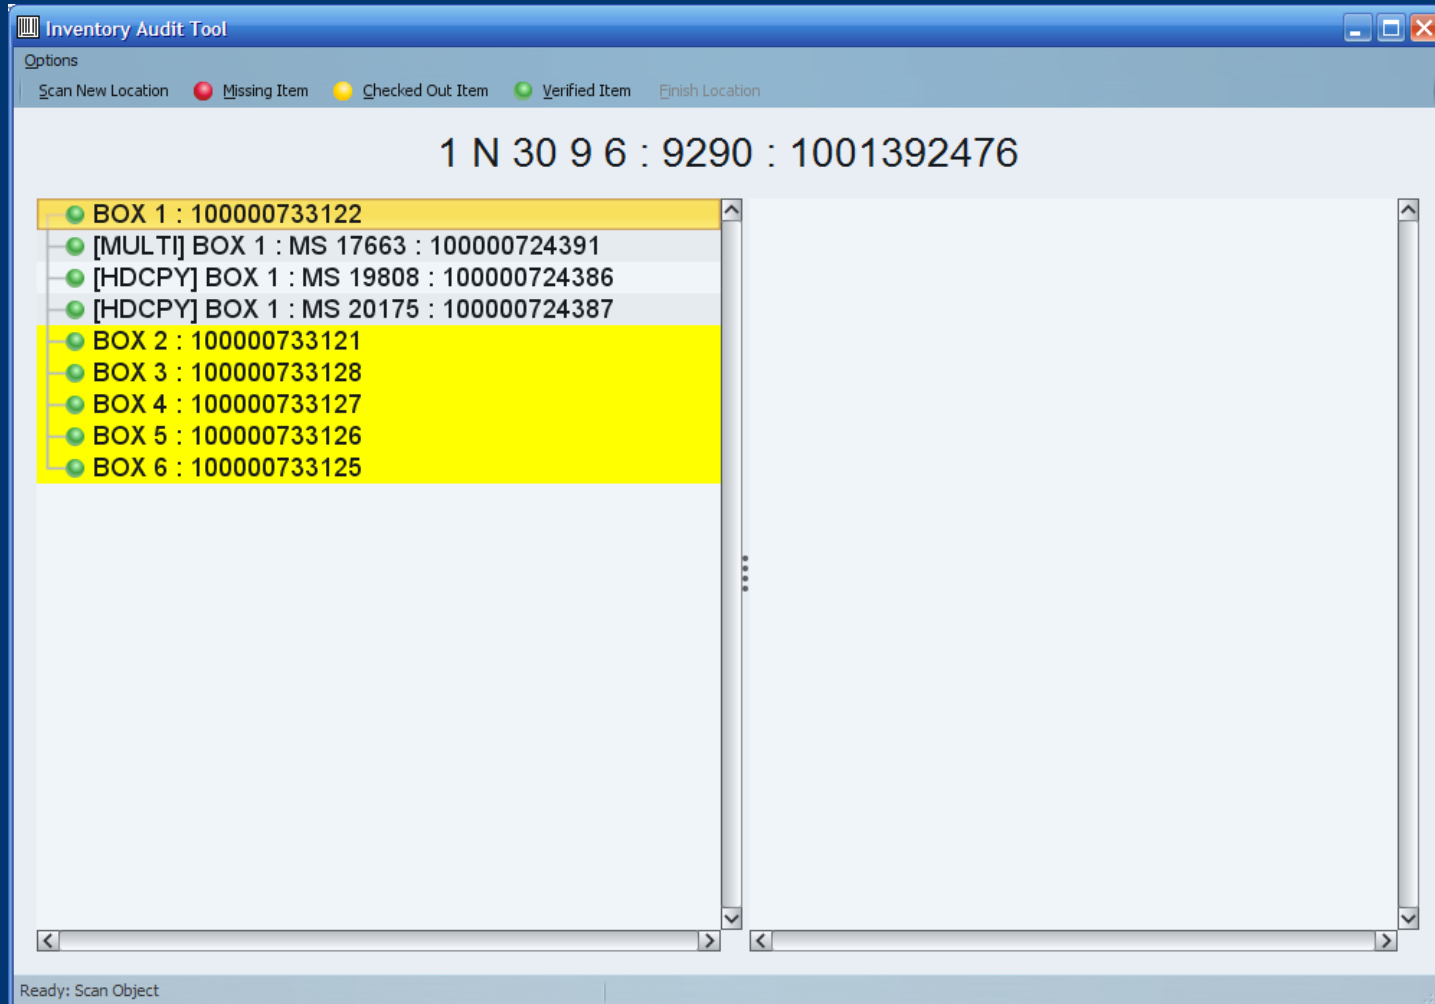 Inventory Audit Tool
Options
Scan New Location Missing Item Checked Out Item Verified Item Finish Location
1 N 30 9 6 : 9290 : 1001392476
BOX 1 : 100000733122
[MULTI] BOX 1 : MS 17663 : 100000724391
[HDCPY] BOX 1 : MS 19808 : 100000724386
[HDCPY] BOX 1 : MS 20175 : 100000724387
BOX 2 : 100000733121
BOX 3 : 100000733128
BOX 4 : 100000733127
BOX 5 : 100000733126
BOX 6 : 100000733125
Ready: Scan Object